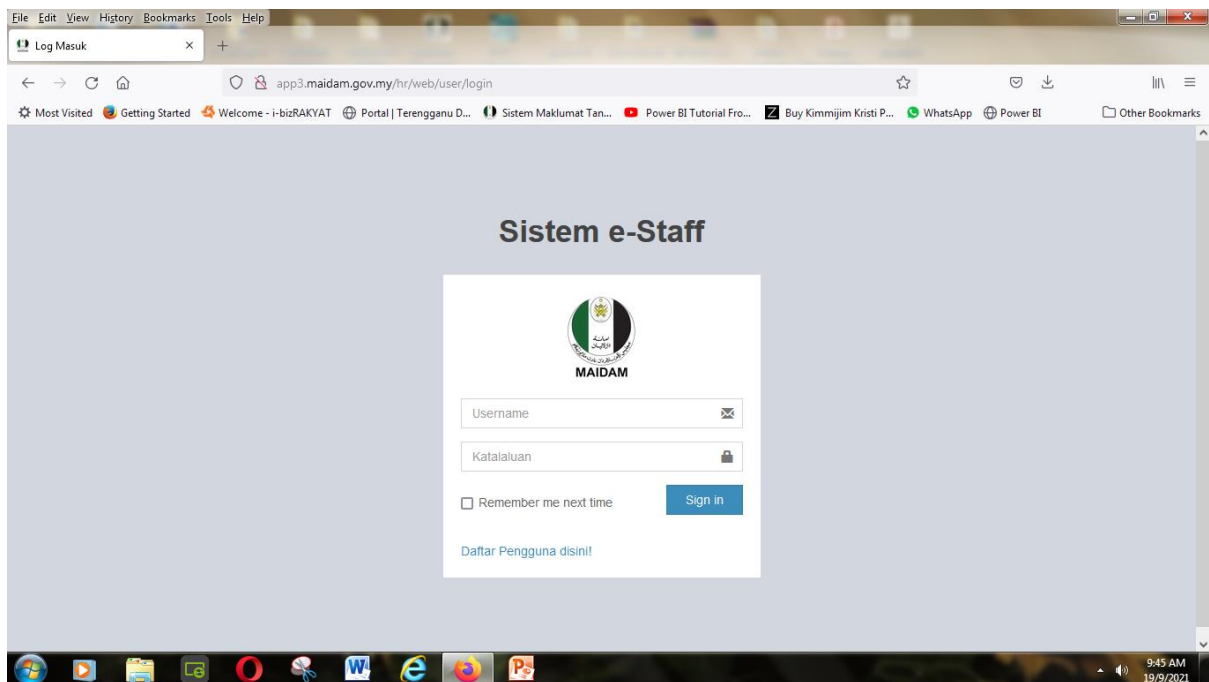 File Edit View History Bookmarks Tools Help
Log Masuk
app3.maidam.gov.my/hr/web/user/login
Most Visited Getting Started Welcome - i-bizRAKYAT Portal | Terengganu D... Sistem Maklumat Tan... Power BI Tutorial Fro... Buy Kimmijim Kristi P... WhatsApp Power BI Other Bookmarks
Sistem e-Staff
MAIDAM
Username
Katalaluan
Remember me next time Sign in
Daftar Pengguna disini!
9:45 AM
19/9/2021